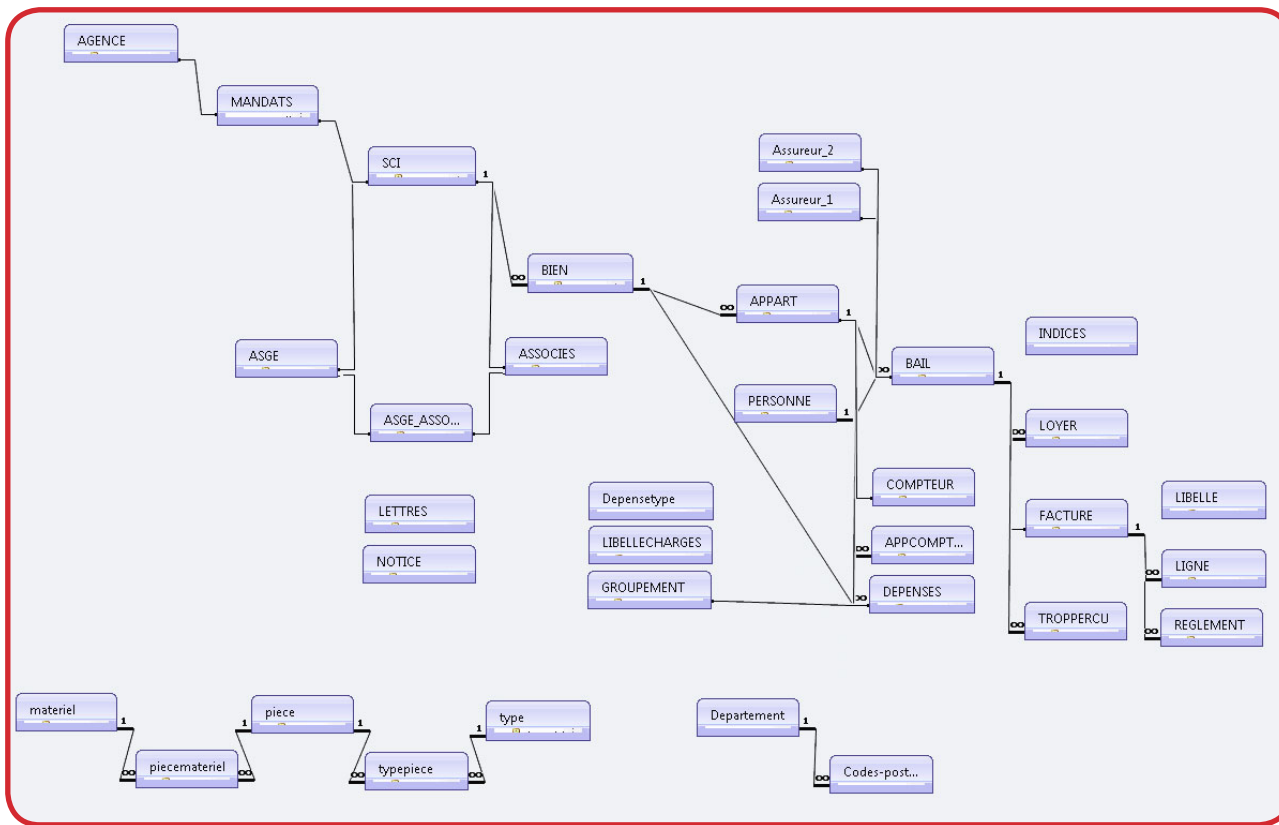 AGENCE
MANDATS
SCI
1
Assureur_2
Assureur_1
∞
BIEN
1
∞
APPART
1
INDICES
ASGE
ASSOCIES
∞
BAIL
1
PERSONNE
1
ASGE_ASSO...
∞
LOYER
COMPTEUR
LETTRES
Depensetype
LIBELLE
FACTURE
1
LIBELLECHARGES
∞
APPCOMPT...
NOTICE
∞
LIGNE
GROUPEMENT
∞
DEPENSES
∞
TROPPERCU
∞
REGLEMENT
materiel
1
1
piece
1
1
type
Departement
1
∞
piecemateriel
∞
∞
typepiece
∞
∞
Codes-post...